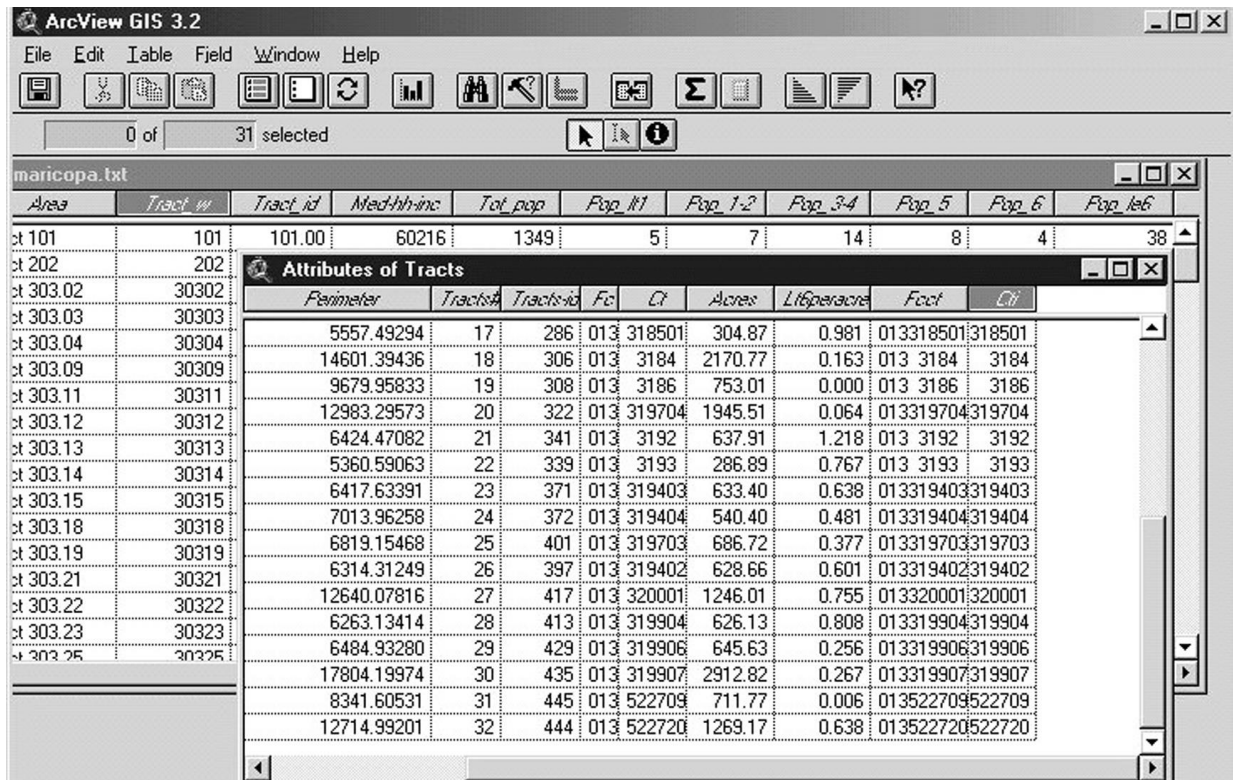 ArcView GIS 3.2
File Edit Table Field Window Help
0 of 31 selected
maricopa.txt
Area Tract_w Tract_id Med-hh-inc Tot_pop Pop_lt1 Pop_1-2 Pop_3-4 Pop_5 Pop_6 Pop_le6
ct 101 101 101.00 60216 1349 5 7 14 8 4 38
ct 202 202
ct 303.02 30302
ct 303.03 30303
ct 303.04 30304
ct 303.09 30309
ct 303.11 30311
ct 303.12 30312
ct 303.13 30313
ct 303.14 30314
ct 303.15 30315
ct 303.18 30318
ct 303.19 30319
ct 303.21 30321
ct 303.22 30322
ct 303.23 30323
ct 303.25 30325
Attributes of Tracts
Perimeter Tracts# Tracts-id Fc Ct Acres Lt6peracre Fcct Cti
5557.49294 17 286 013 318501 304.87 0.981 013318501 318501
14601.39436 18 306 013 3184 2170.77 0.163 013 3184 3184
9679.95833 19 308 013 3186 753.01 0.000 013 3186 3186
12983.29573 20 322 013 319704 1945.51 0.064 013319704 319704
6424.47082 21 341 013 3192 637.91 1.218 013 3192 3192
5360.59063 22 339 013 3193 286.89 0.767 013 3193 3193
6417.63391 23 371 013 319403 633.40 0.638 013319403 319403
7013.96258 24 372 013 319404 540.40 0.481 013319404 319404
6819.15468 25 401 013 319703 686.72 0.377 013319703 319703
6314.31249 26 397 013 319402 628.66 0.601 013319402 319402
12640.07816 27 417 013 320001 1246.01 0.755 013320001 320001
6263.13414 28 413 013 319904 626.13 0.808 013319904 319904
6484.93280 29 429 013 319906 645.63 0.256 013319906 319906
17804.19974 30 435 013 319907 2912.82 0.267 013319907 319907
8341.60531 31 445 013 522709 711.77 0.006 013522709 522709
12714.99201 32 444 013 522720 1269.17 0.638 013522720 522720